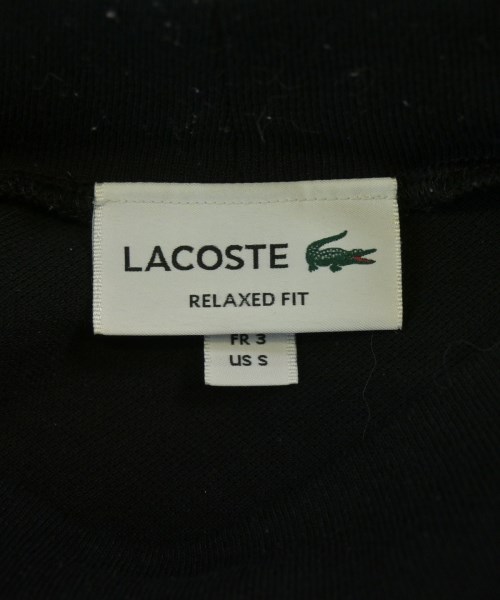 LACOSTE
RELAXED FIT
FR 3
US S